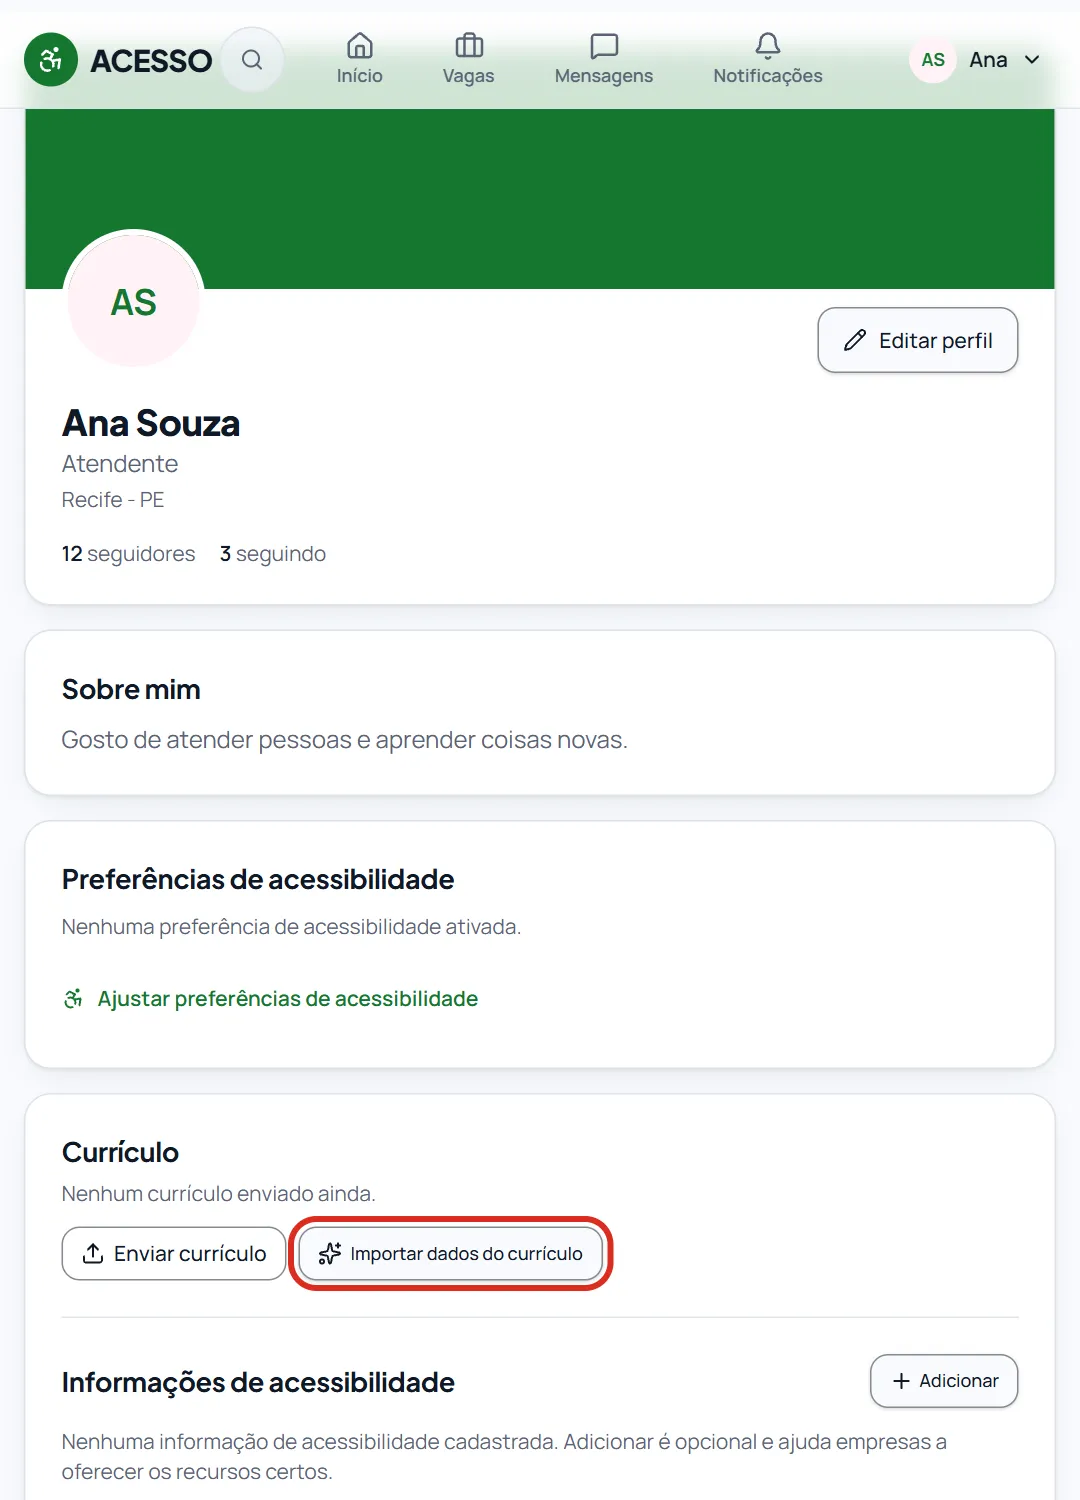 ACESSO
Início
Vagas
Mensagens
Notificações
AS
Ana
AS
Editar perfil
Ana Souza
Atendente
Recife - PE
12 seguidores 3 seguindo
Sobre mim
Gosto de atender pessoas e aprender coisas novas.
Preferências de acessibilidade
Nenhuma preferência de acessibilidade ativada.
Ajustar preferências de acessibilidade
Currículo
Nenhum currículo enviado ainda.
Enviar currículo
Importar dados do currículo
Informações de acessibilidade
Adicionar
Nenhuma informação de acessibilidade cadastrada. Adicionar é opcional e ajuda empresas a
oferecer os recursos certos.